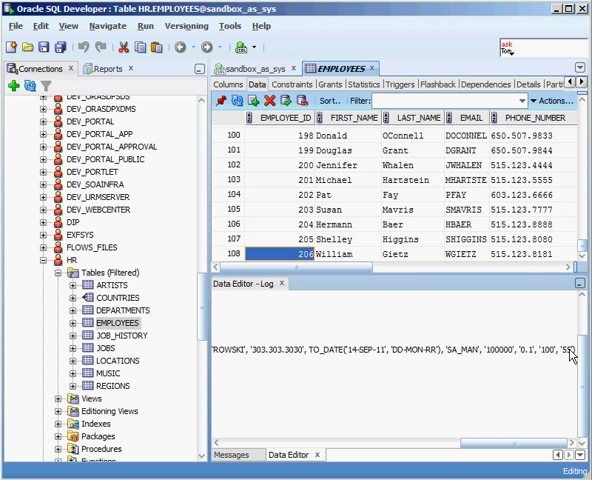 Oracle SQL Developer : Table HR.EMPLOYEES@sandbox_as_sys
File Edit View Navigate Run Versioning Tools Help
ask
Tom
Connections Reports
sandbox_as_sys EMPLOYEES
Columns Data Constraints Grants Statistics Triggers Flashback Dependencies Details Parti
Sort.. Filter: Actions...
EMPLOYEE_ID FIRST_NAME LAST_NAME EMAIL PHONE_NUMBER
100 198 Donald OConnell DOCONNEL 650.507.9833
101 199 Douglas Grant DGRANT 650.507.9844
102 200 Jennifer Whalen JWHALEN 515.123.4444
103 201 Michael Hartstein MHARTSTE 515.123.5555
104 202 Pat Fay PFAY 603.123.6666
105 203 Susan Mavris SMAVRIS 515.123.7777
106 204 Hermann Baer HBAER 515.123.8888
107 205 Shelley Higgins SHIGGINS 515.123.8080
108 206 William Gietz WGIETZ 515.123.8181
DEV_ORASDPXDMS
DEV_PORTAL
DEV_PORTAL_APP
DEV_PORTAL_APPROVAL
DEV_PORTAL_PUBLIC
DEV_PORTLET
DEV_SOAINFRA
DEV_URMSERVER
DEV_WEBCENTER
DIP
EXFSYS
FLOWS_FILES
HR
Tables (Filtered)
ARTISTS
COUNTRIES
DEPARTMENTS
EMPLOYEES
JOB_HISTORY
JOBS
LOCATIONS
MUSIC
REGIONS
Views
Editioning Views
Indexes
Packages
Procedures
Data Editor - Log
'ROWSKI', '303.303.3030', TO_DATE('14-SEP-11', 'DD-MON-RR'), 'SA_MAN', '100000', '0.1', '100', '55')
Messages Data Editor
Editing